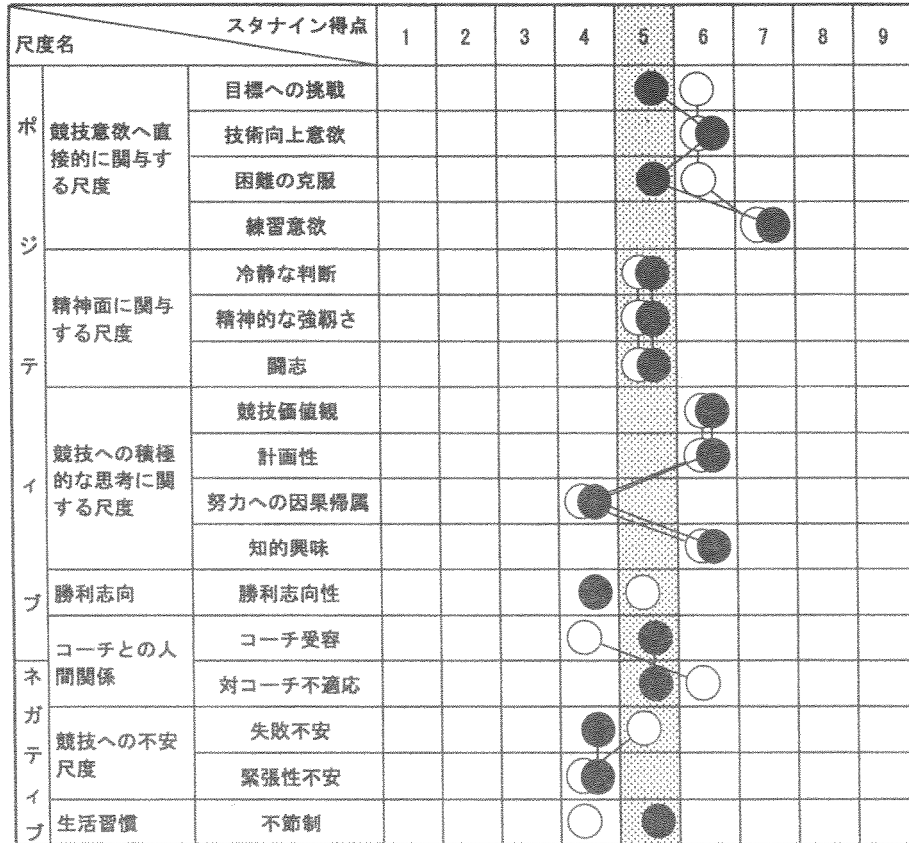 尺度名 スタナイン得点 1 2 3 4 5 6 7 8 9
ポジティブ
競技意欲へ直
接的に関与す
る尺度
目標への挑戦
技術向上意欲
困難の克服
練習意欲
精神面に関与
する尺度
冷静な判断
精神的な強靱さ
闘志
競技への積極
的な思考に関
する尺度
競技価値観
計画性
努力への因果帰属
知的興味
勝利志向
勝利志向性
コーチとの人
間関係
コーチ受容
ネガティブ
対コーチ不適応
競技への不安
尺度
失敗不安
緊張性不安
生活習慣
不節制